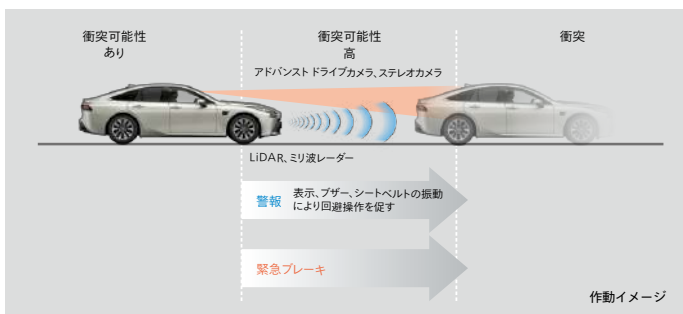 衝突可能性
あり
衝突可能性
高
衝突
アドバンスト ドライブカメラ、ステレオカメラ
LiDAR、ミリ波レーダー
警報
表示、ブザー、シートベルトの振動
により回避操作を促す
緊急ブレーキ
作動イメージ